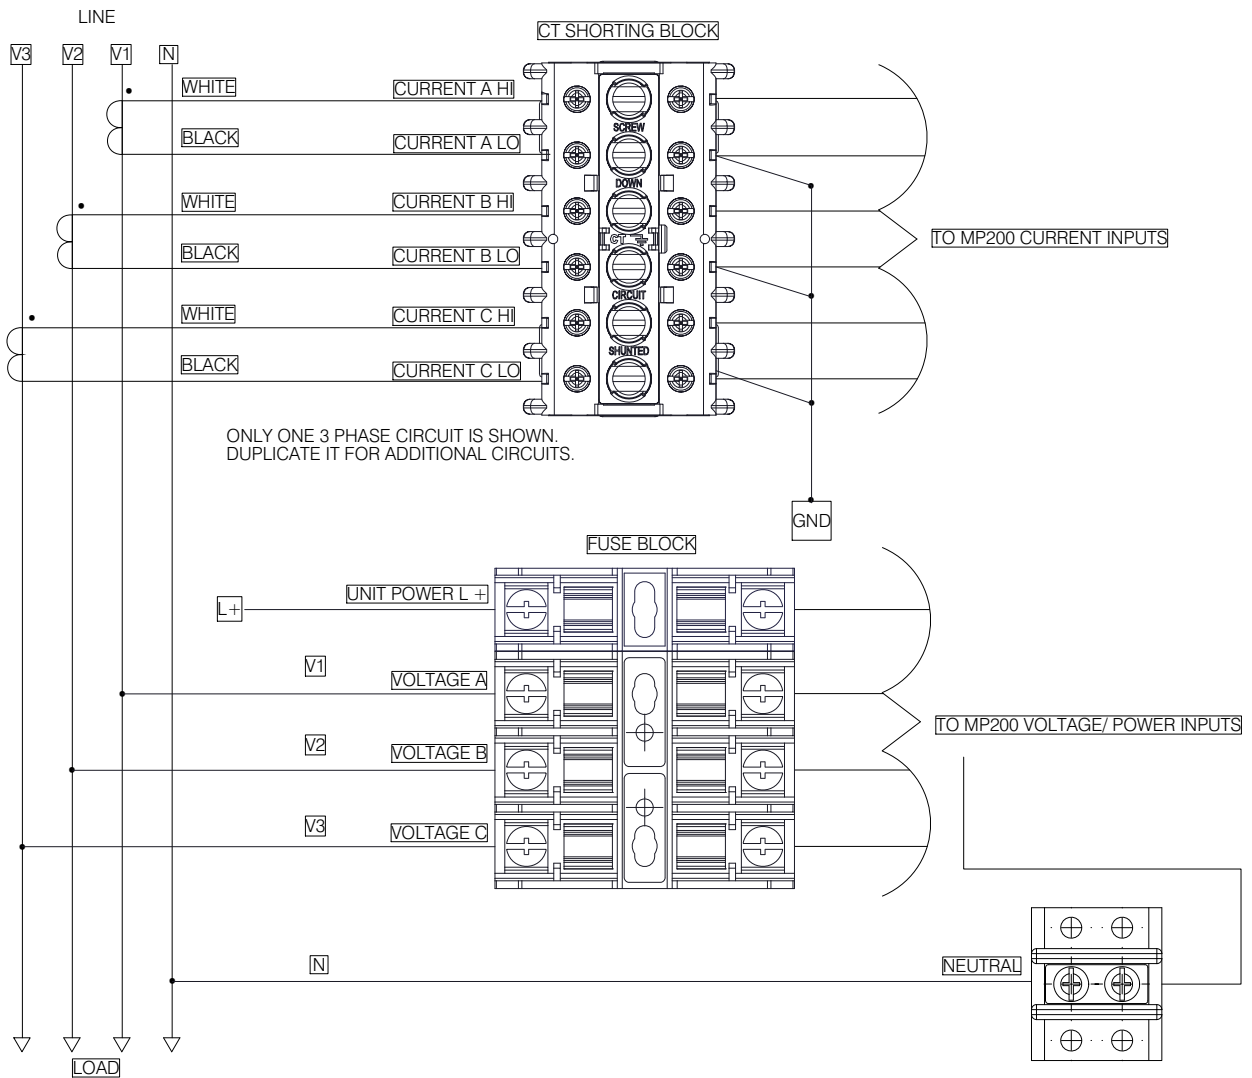 LINE
CT SHORTING BLOCK
V3 V2 V1 N
WHITE CURRENT A HI
SCREW
BLACK CURRENT A LO
DOWN
WHITE CURRENT B HI
CT
TO MP200 CURRENT INPUTS
BLACK CURRENT B LO
CIRCUIT
WHITE CURRENT C HI
SHUNTED
BLACK CURRENT C LO
ONLY ONE 3 PHASE CIRCUIT IS SHOWN.
DUPLICATE IT FOR ADDITIONAL CIRCUITS.
GND
FUSE BLOCK
L+ UNIT POWER L +
V1 VOLTAGE A
TO MP200 VOLTAGE/ POWER INPUTS
V2 VOLTAGE B
V3 VOLTAGE C
N NEUTRAL
LOAD